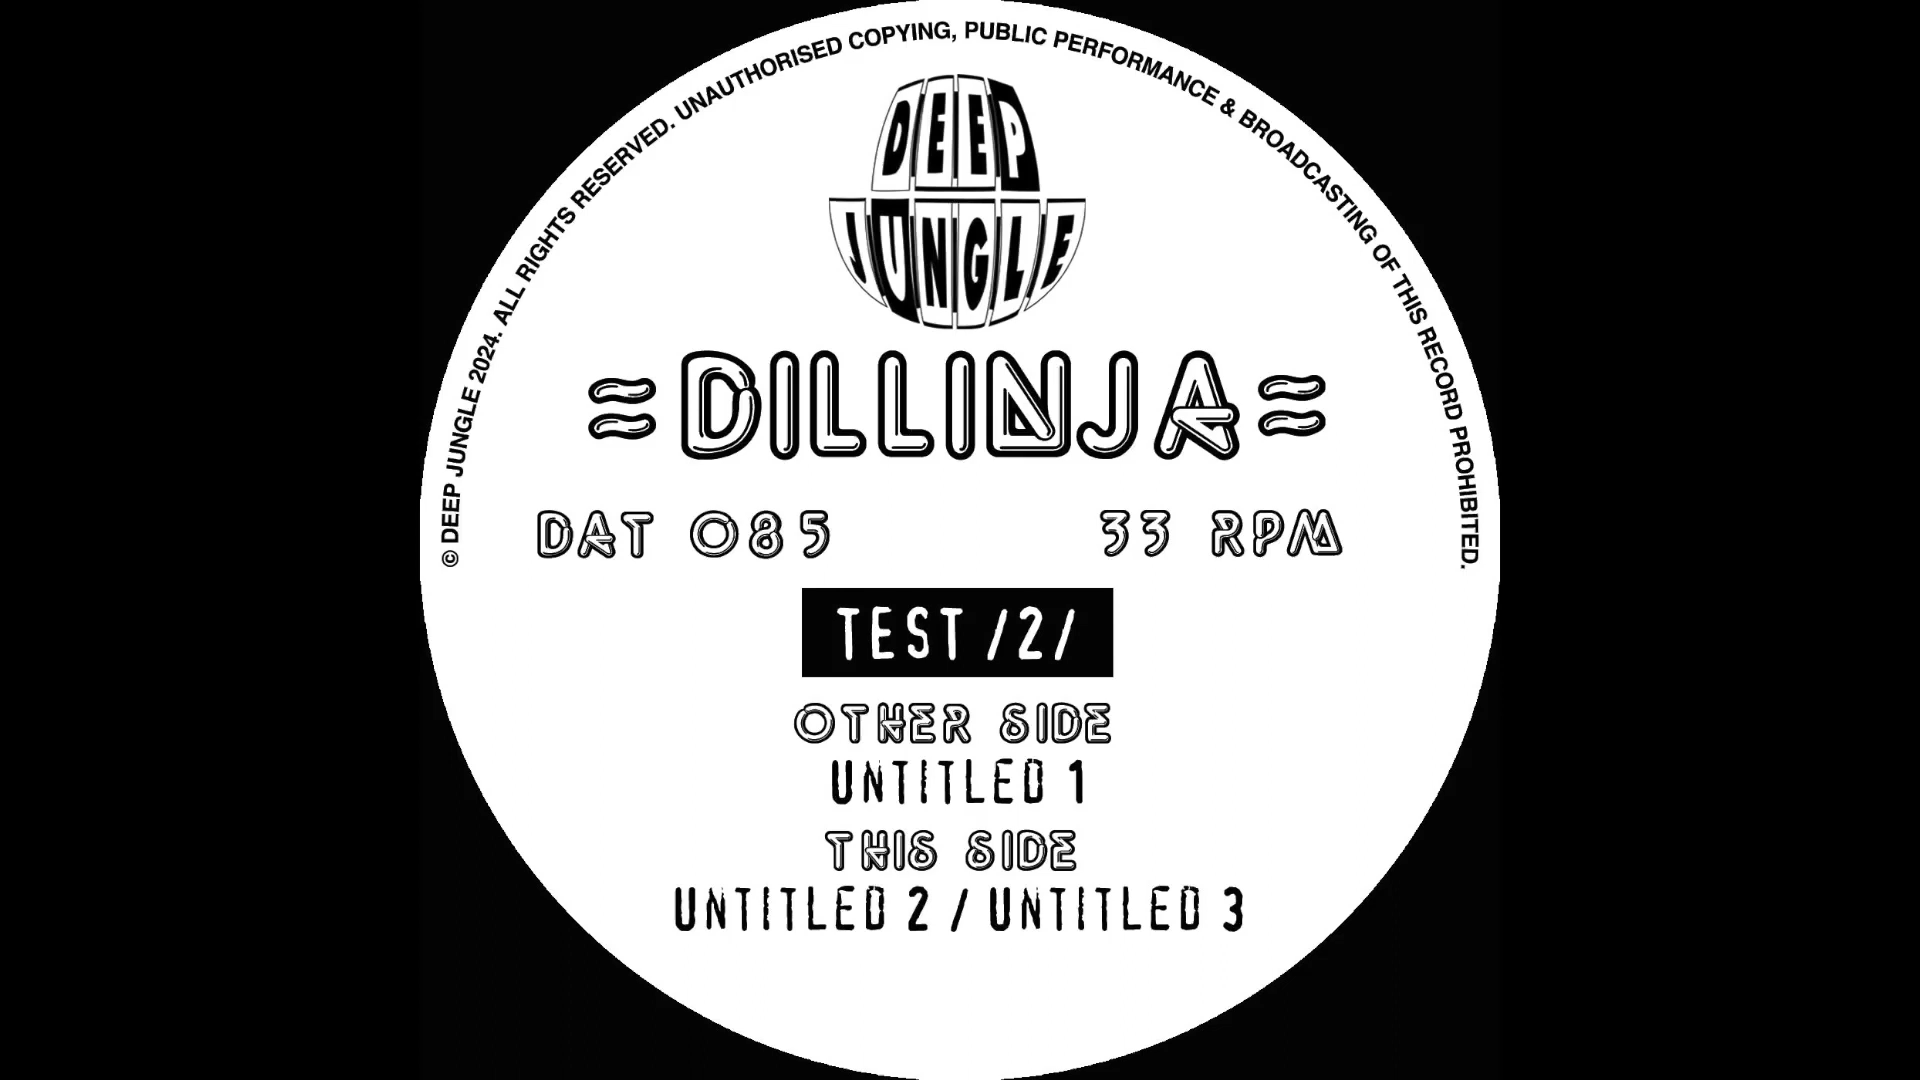 © DEEP JUNGLE 2024. ALL RIGHTS RESERVED. UNAUTHORISED COPYING, PUBLIC PERFORMANCE & BROADCASTING OF THIS RECORD PROHIBITED.
DEEP
JUNGLE
≈DILLINJA≈
DAT 085 33 RPM
TEST /2/
OTHER SIDE
UNTITLED 1
THIS SIDE
UNTITLED 2 / UNTITLED 3